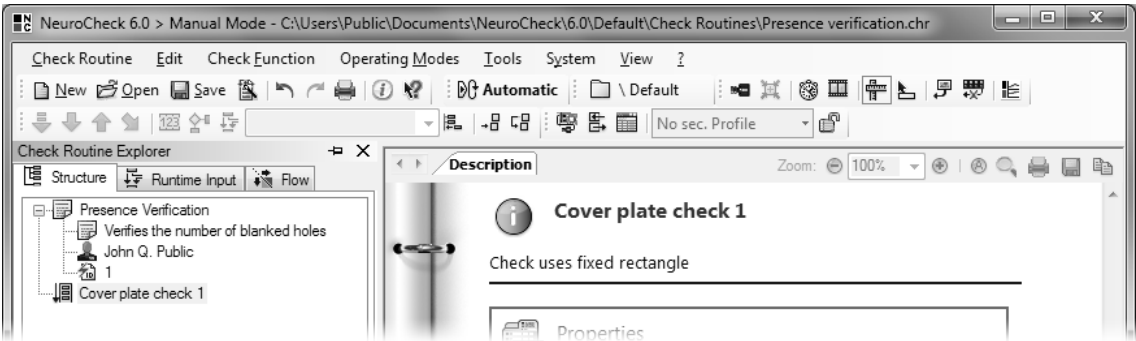 NeuroCheck 6.0 > Manual Mode - C:\Users\Public\Documents\NeuroCheck\6.0\Default\Check Routines\Presence verification.chr
Check Routine Edit Check Function Operating Modes Tools System View ?
New Open Save Automatic \ Default
123 No sec. Profile
Check Routine Explorer
Structure Runtime Input Flow
Description Zoom: 100%
Presence Verification
Verifies the number of blanked holes
John Q. Public
1
Cover plate check 1
Cover plate check 1
Check uses fixed rectangle
Properties